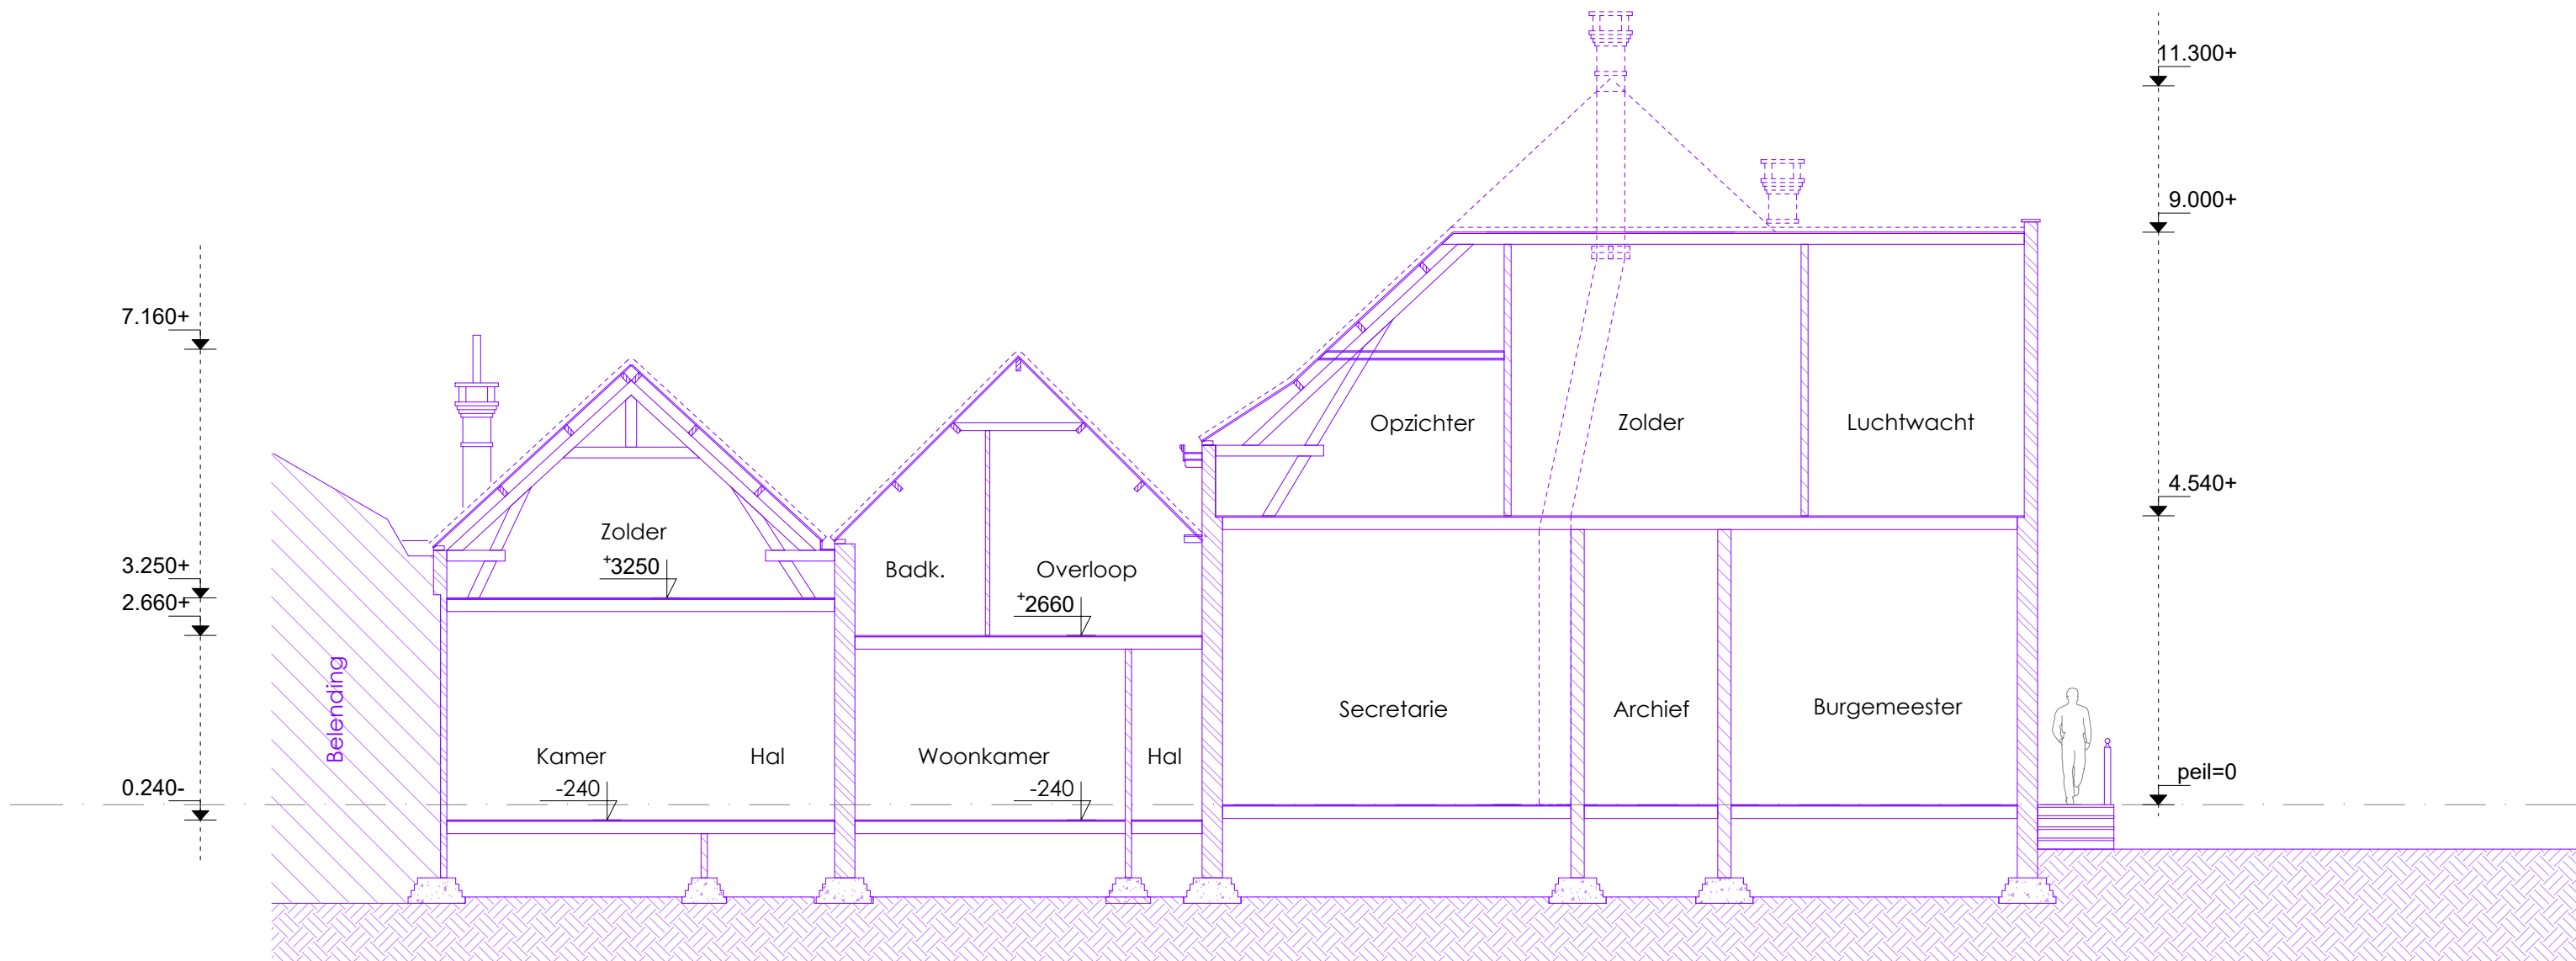 11.300+
9.000+
7.160+
Opzichter
Zolder
Luchtwacht
4.540+
Zolder
+3250
3.250+
Badk.
Overloop
+2660
2.660+
Belending
Secretarie
Archief
Burgemeester
Kamer
Hal
Woonkamer
Hal
peil=0
0.240-
-240
-240